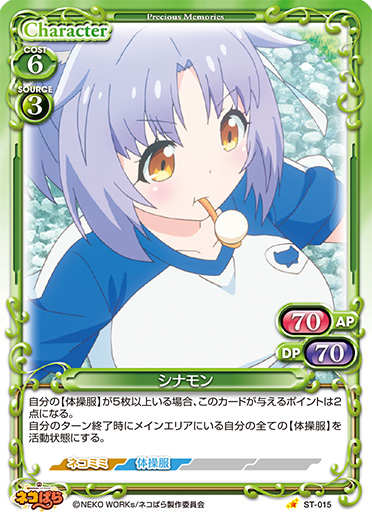 Precious Memories
Character
COST
6
SOURCE
3
70 AP
DP 70
シナモン
自分の【体操服】が5枚以上いる場合、このカードが与えるポイントは2
点になる。
自分のターン終了時にメインエリアにいる自分の全ての【体操服】を
活動状態にする。
ネコミミ 体操服
ネコぱら
©NEKO WORKs/ネコぱら製作委員会
ST-015